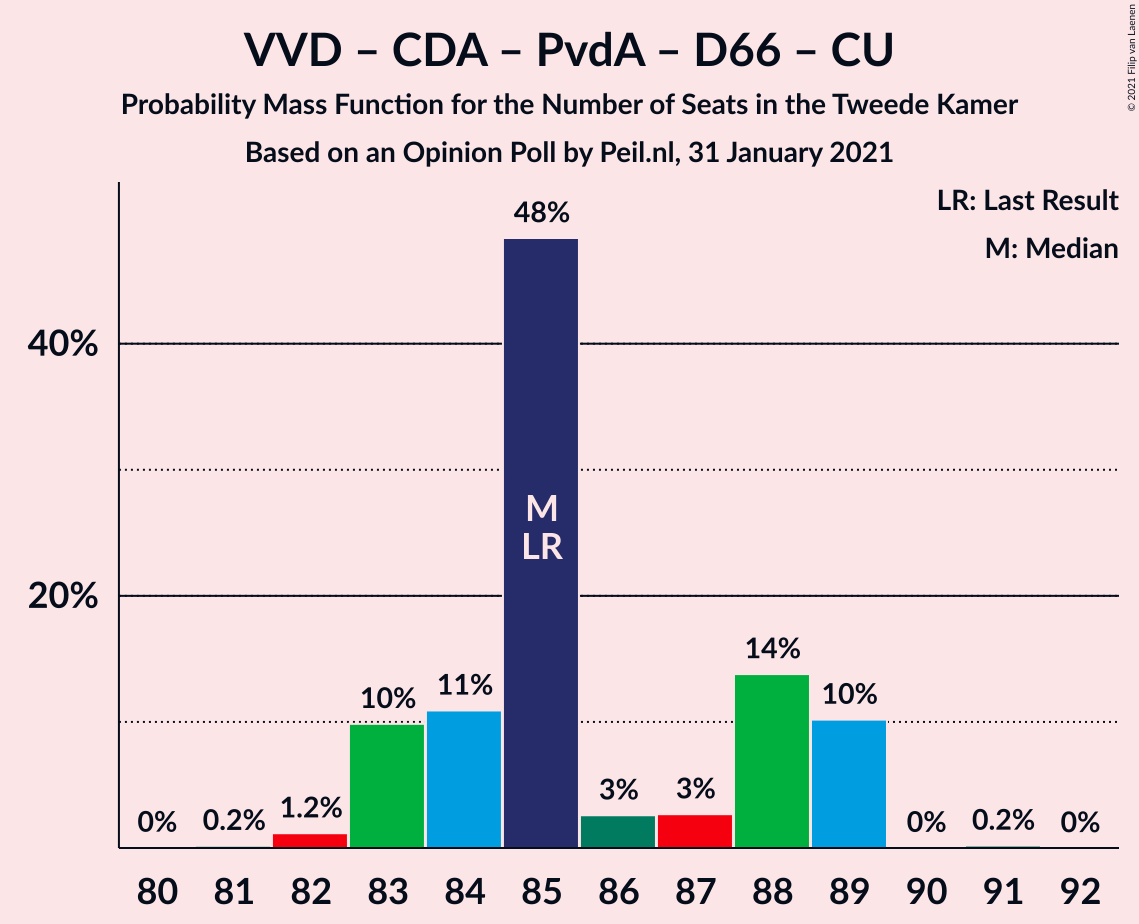 VVD – CDA – PvdA – D66 – CU
Probability Mass Function for the Number of Seats in the Tweede Kamer
Based on an Opinion Poll by Peil.nl, 31 January 2021
© 2021 Filip van Laenen
LR: Last Result
M: Median
40%
20%
0%
0.2%
1.2%
10%
11%
48%
M
LR
3%
3%
14%
10%
0%
0.2%
0%
80 81 82 83 84 85 86 87 88 89 90 91 92